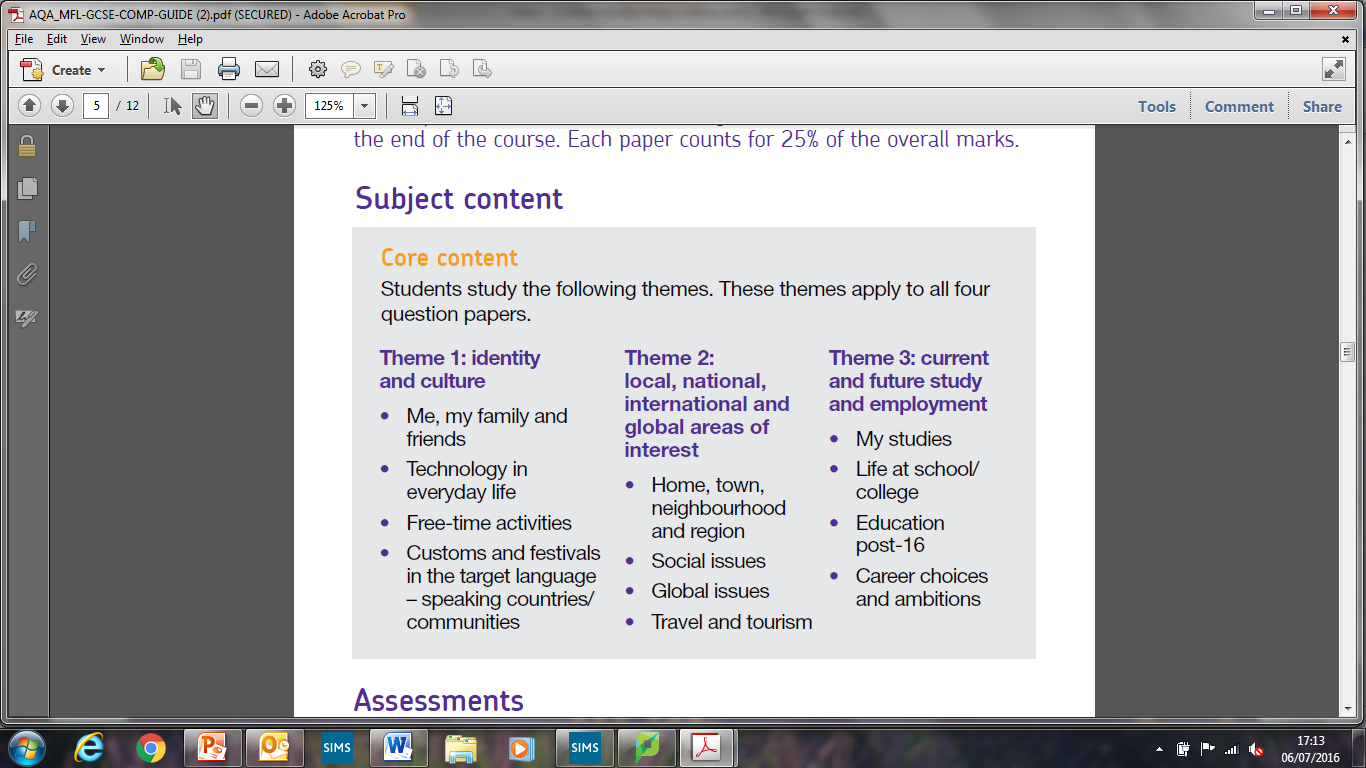 AQA_MFL-GCSE-COMP-GUIDE (2).pdf (SECURED) - Adobe Acrobat Pro
File Edit View Window Help
Create
5 / 12 125% Tools Comment Share
the end of the course. Each paper counts for 25% of the overall marks.
Subject content
Core content
Students study the following themes. These themes apply to all four
question papers.
Theme 1: identity
and culture
• Me, my family and
friends
• Technology in
everyday life
• Free-time activities
• Customs and festivals
in the target language
– speaking countries/
communities
Theme 2:
local, national,
international and
global areas of
interest
• Home, town,
neighbourhood
and region
• Social issues
• Global issues
• Travel and tourism
Theme 3: current
and future study
and employment
• My studies
• Life at school/
college
• Education
post-16
• Career choices
and ambitions
Assessments
SIMS SIMS
17:13
06/07/2016